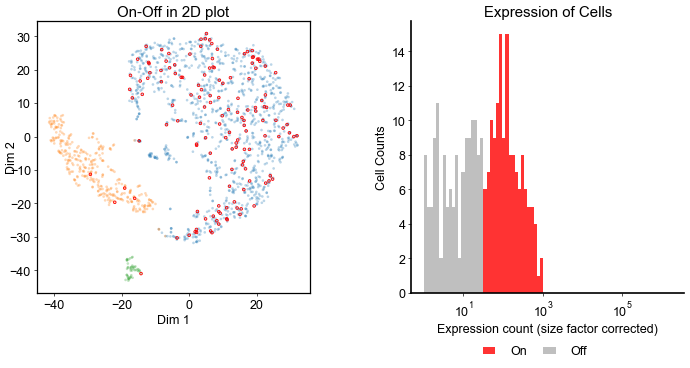 On-Off in 2D plot
30
20
10
0
−10
−20
−30
−40
Dim 2
−40 −20 0 20
Dim 1
Expression of Cells
14
12
10
8
6
4
2
0
Cell Counts
10^1 10^3 10^5
Expression count (size factor corrected)
On Off